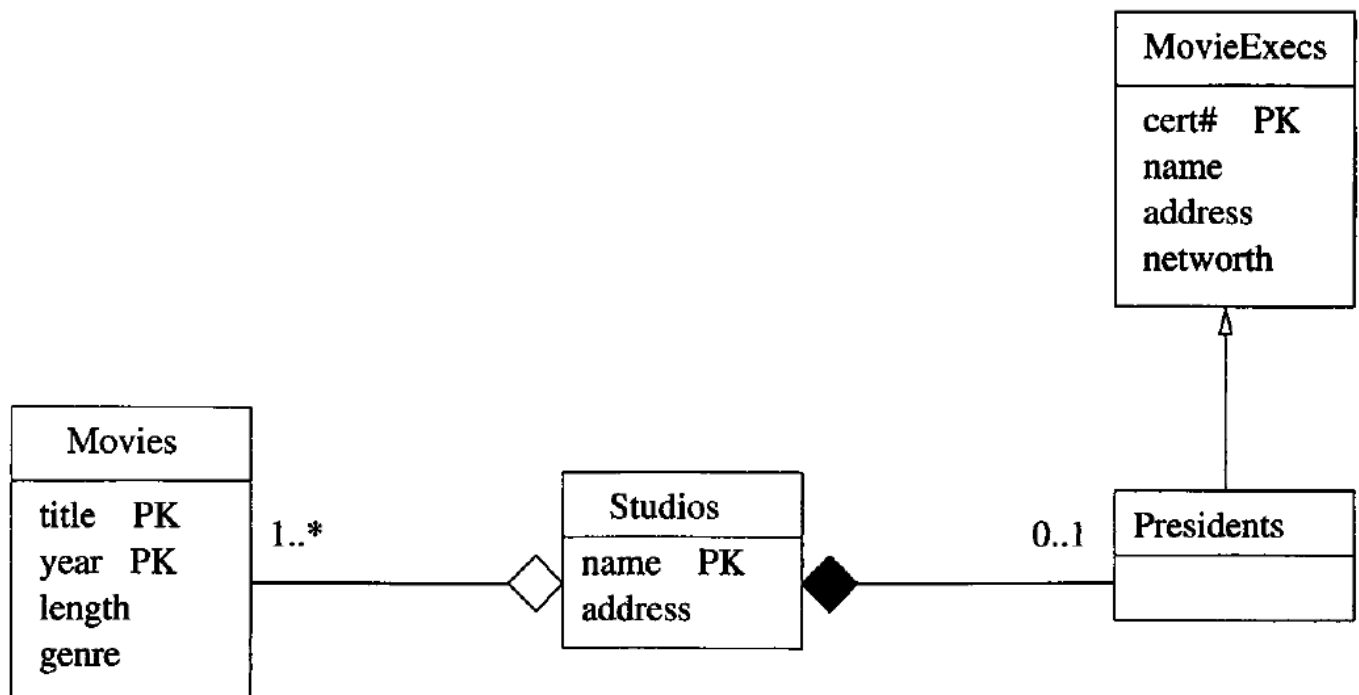 MovieExecs
cert# PK
name
address
networth
Movies
title PK
year PK
length
genre
1..*
Studios
name PK
address
0..1
Presidents